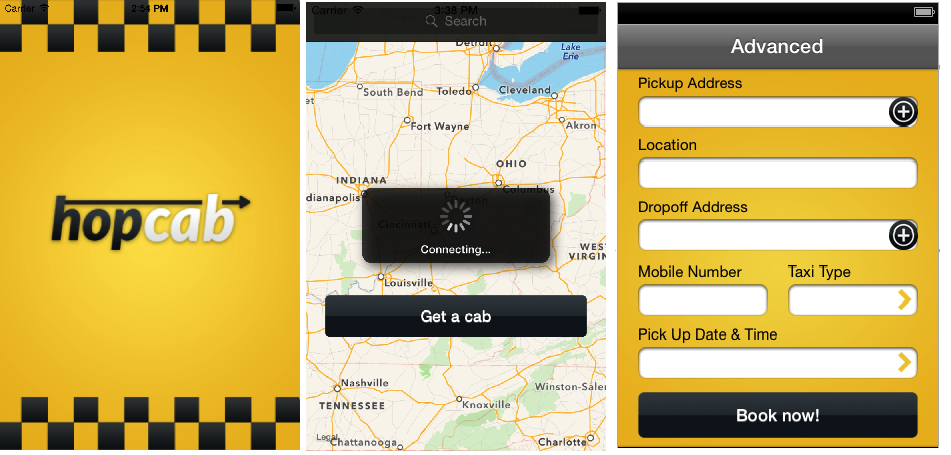 Carrier
2:54 PM
hopcab
Carrier
3:38 PM
Search
Detroit
Lake
Erie
South Bend
Toledo
Cleveland
Fort Wayne
Akron
OHIO
INDIANA
dianapolis
Columbus
Cincinnati
Connecting...
WEST
VIRGIN
Louisville
Get a cab
Nashville
Winston-Saler
TENNESSEE
Knoxville
Legal
Chattanooga
Charlotte
Advanced
Pickup Address
Location
Dropoff Address
Mobile Number
Taxi Type
Pick Up Date & Time
Book now!